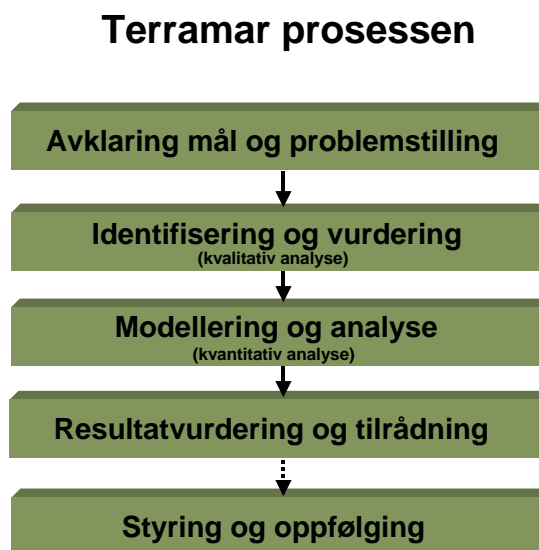 Terramar prosessen
Avklaring mål og problemstilling
Identifisering og vurdering
(kvalitativ analyse)
Modellering og analyse
(kvantitativ analyse)
Resultatvurdering og tilrådning
Styring og oppfølging